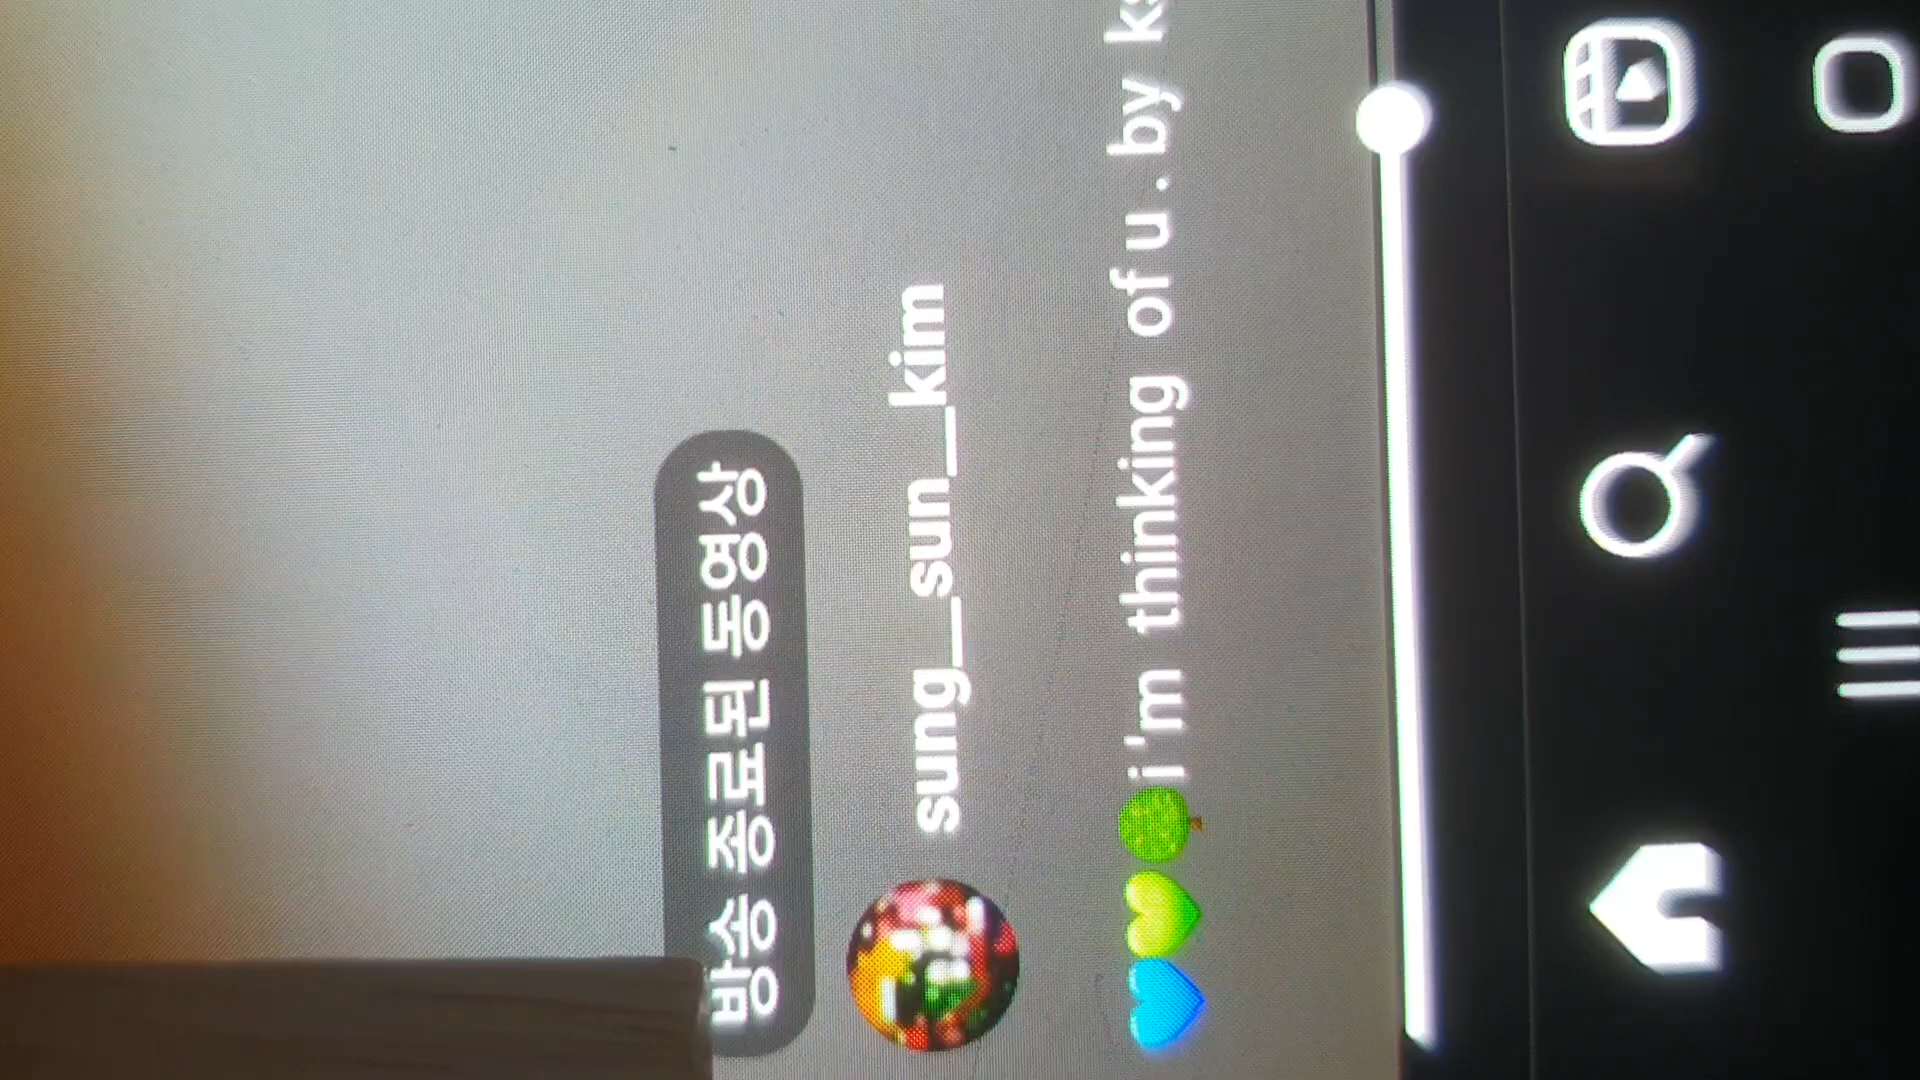 방송 종료된 동영상
sung__sun__kim
💙💚🍏i'm thinking of u . by